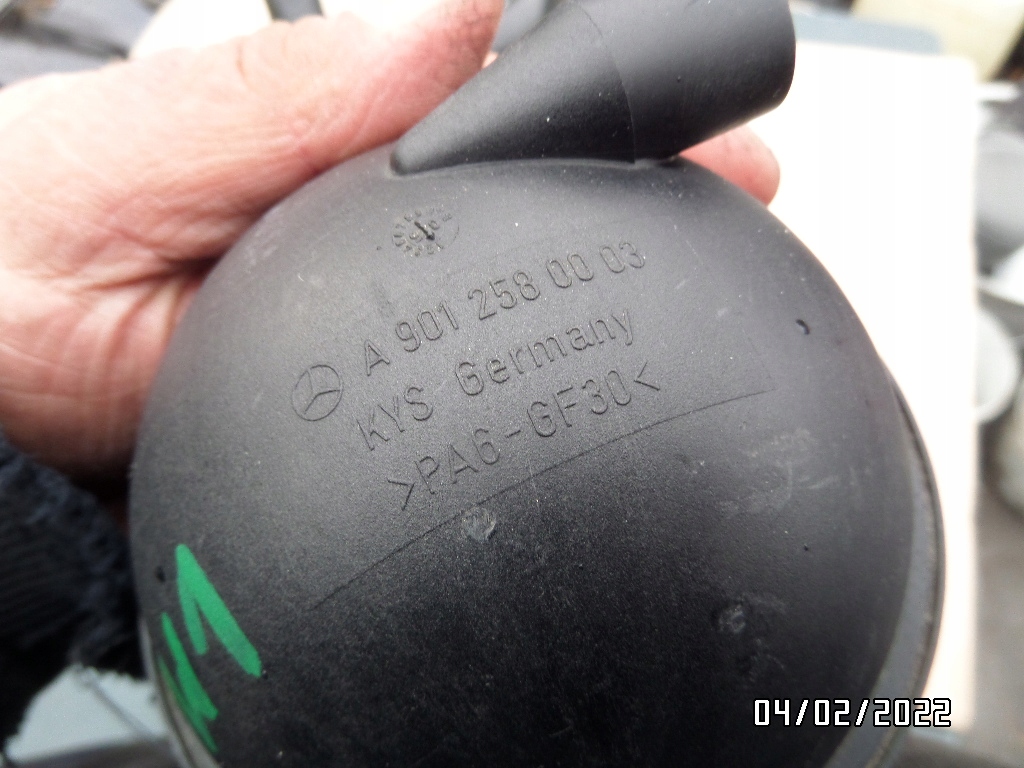 A 901 258 00 03
KYS Germany
>PA6-GF30<
04/02/2022